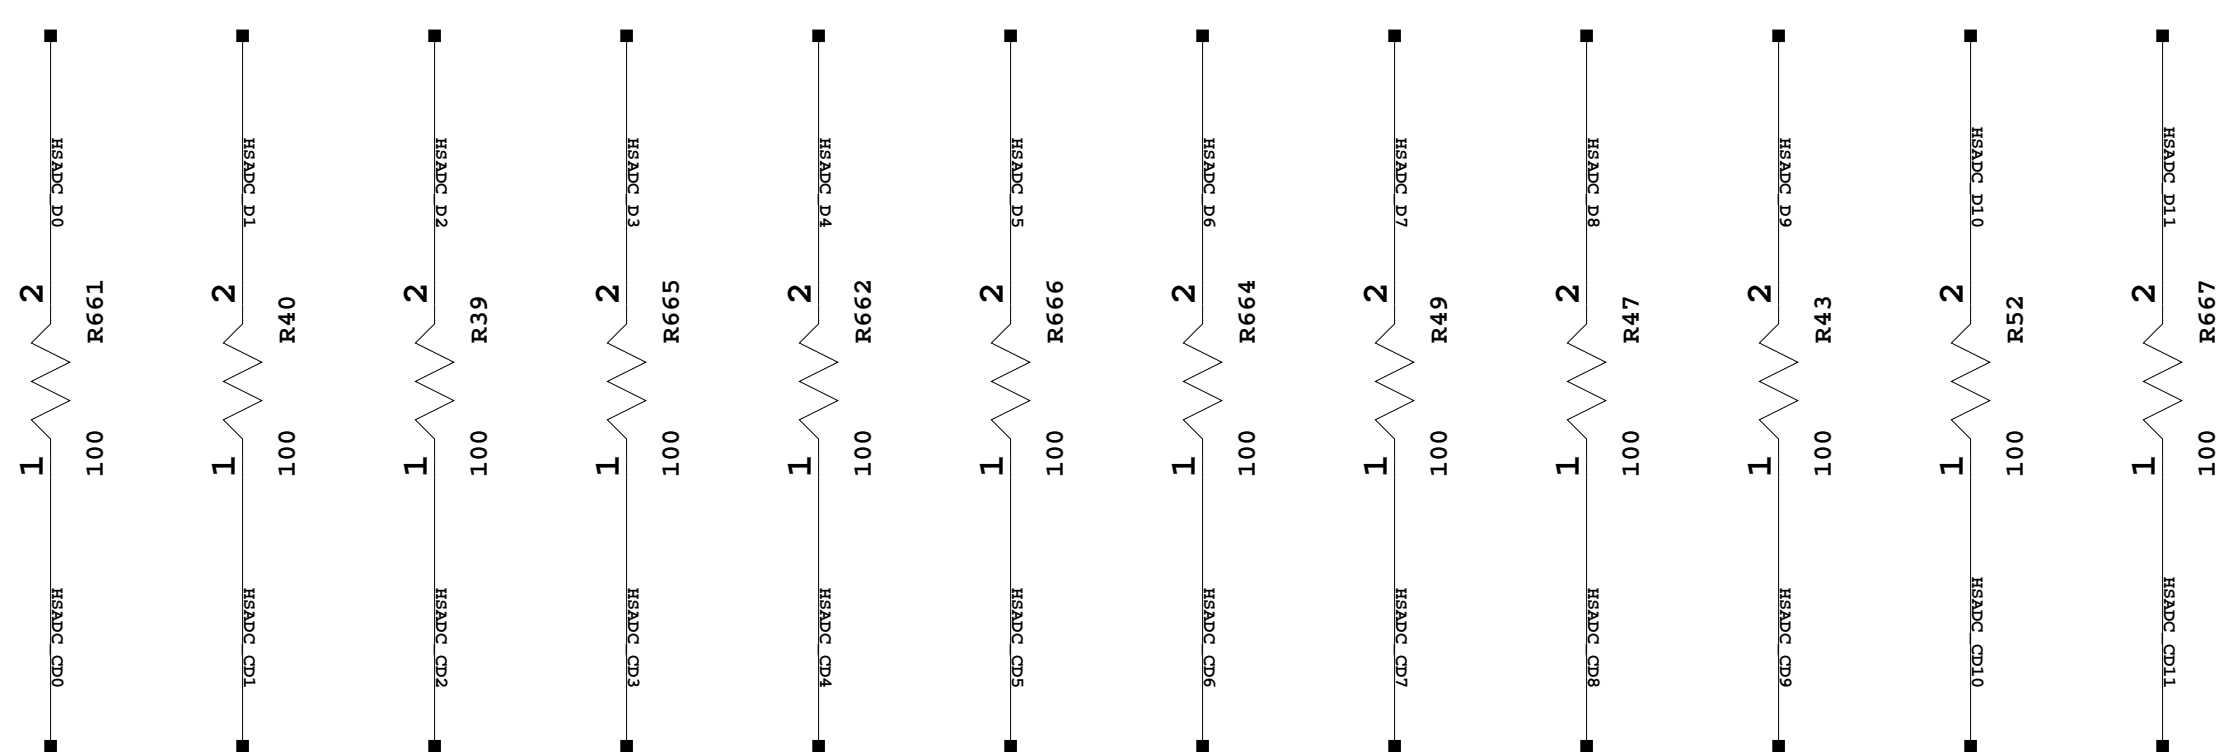 HSADC_D0
2
R661
1
100
HSADC_CD0
HSADC_D1
2
R40
1
100
HSADC_CD1
HSADC_D2
2
R39
1
100
HSADC_CD2
HSADC_D3
2
R665
1
100
HSADC_CD3
HSADC_D4
2
R662
1
100
HSADC_CD4
HSADC_D5
2
R666
1
100
HSADC_CD5
HSADC_D6
2
R664
1
100
HSADC_CD6
HSADC_D7
2
R49
1
100
HSADC_CD7
HSADC_D8
2
R47
1
100
HSADC_CD8
HSADC_D9
2
R43
1
100
HSADC_CD9
HSADC_D10
2
R52
1
100
HSADC_CD10
HSADC_D11
2
R667
1
100
HSADC_CD11